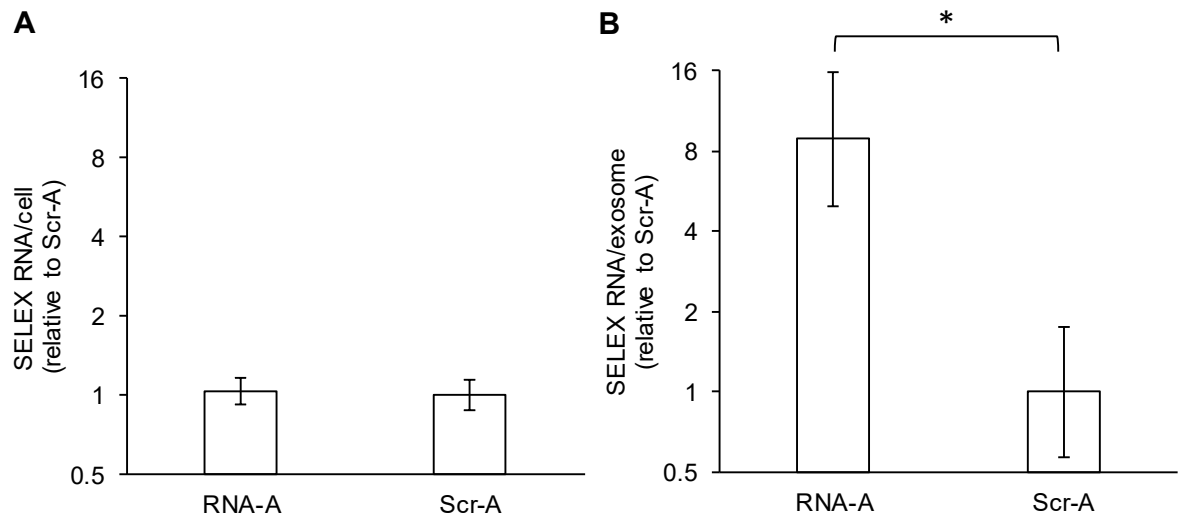 A
SELEX RNA/cell
(relative to Scr-A)
16
8
4
2
1
0.5
RNA-A
Scr-A
B
*
SELEX RNA/exosome
(relative to Scr-A)
16
8
4
2
1
0.5
RNA-A
Scr-A